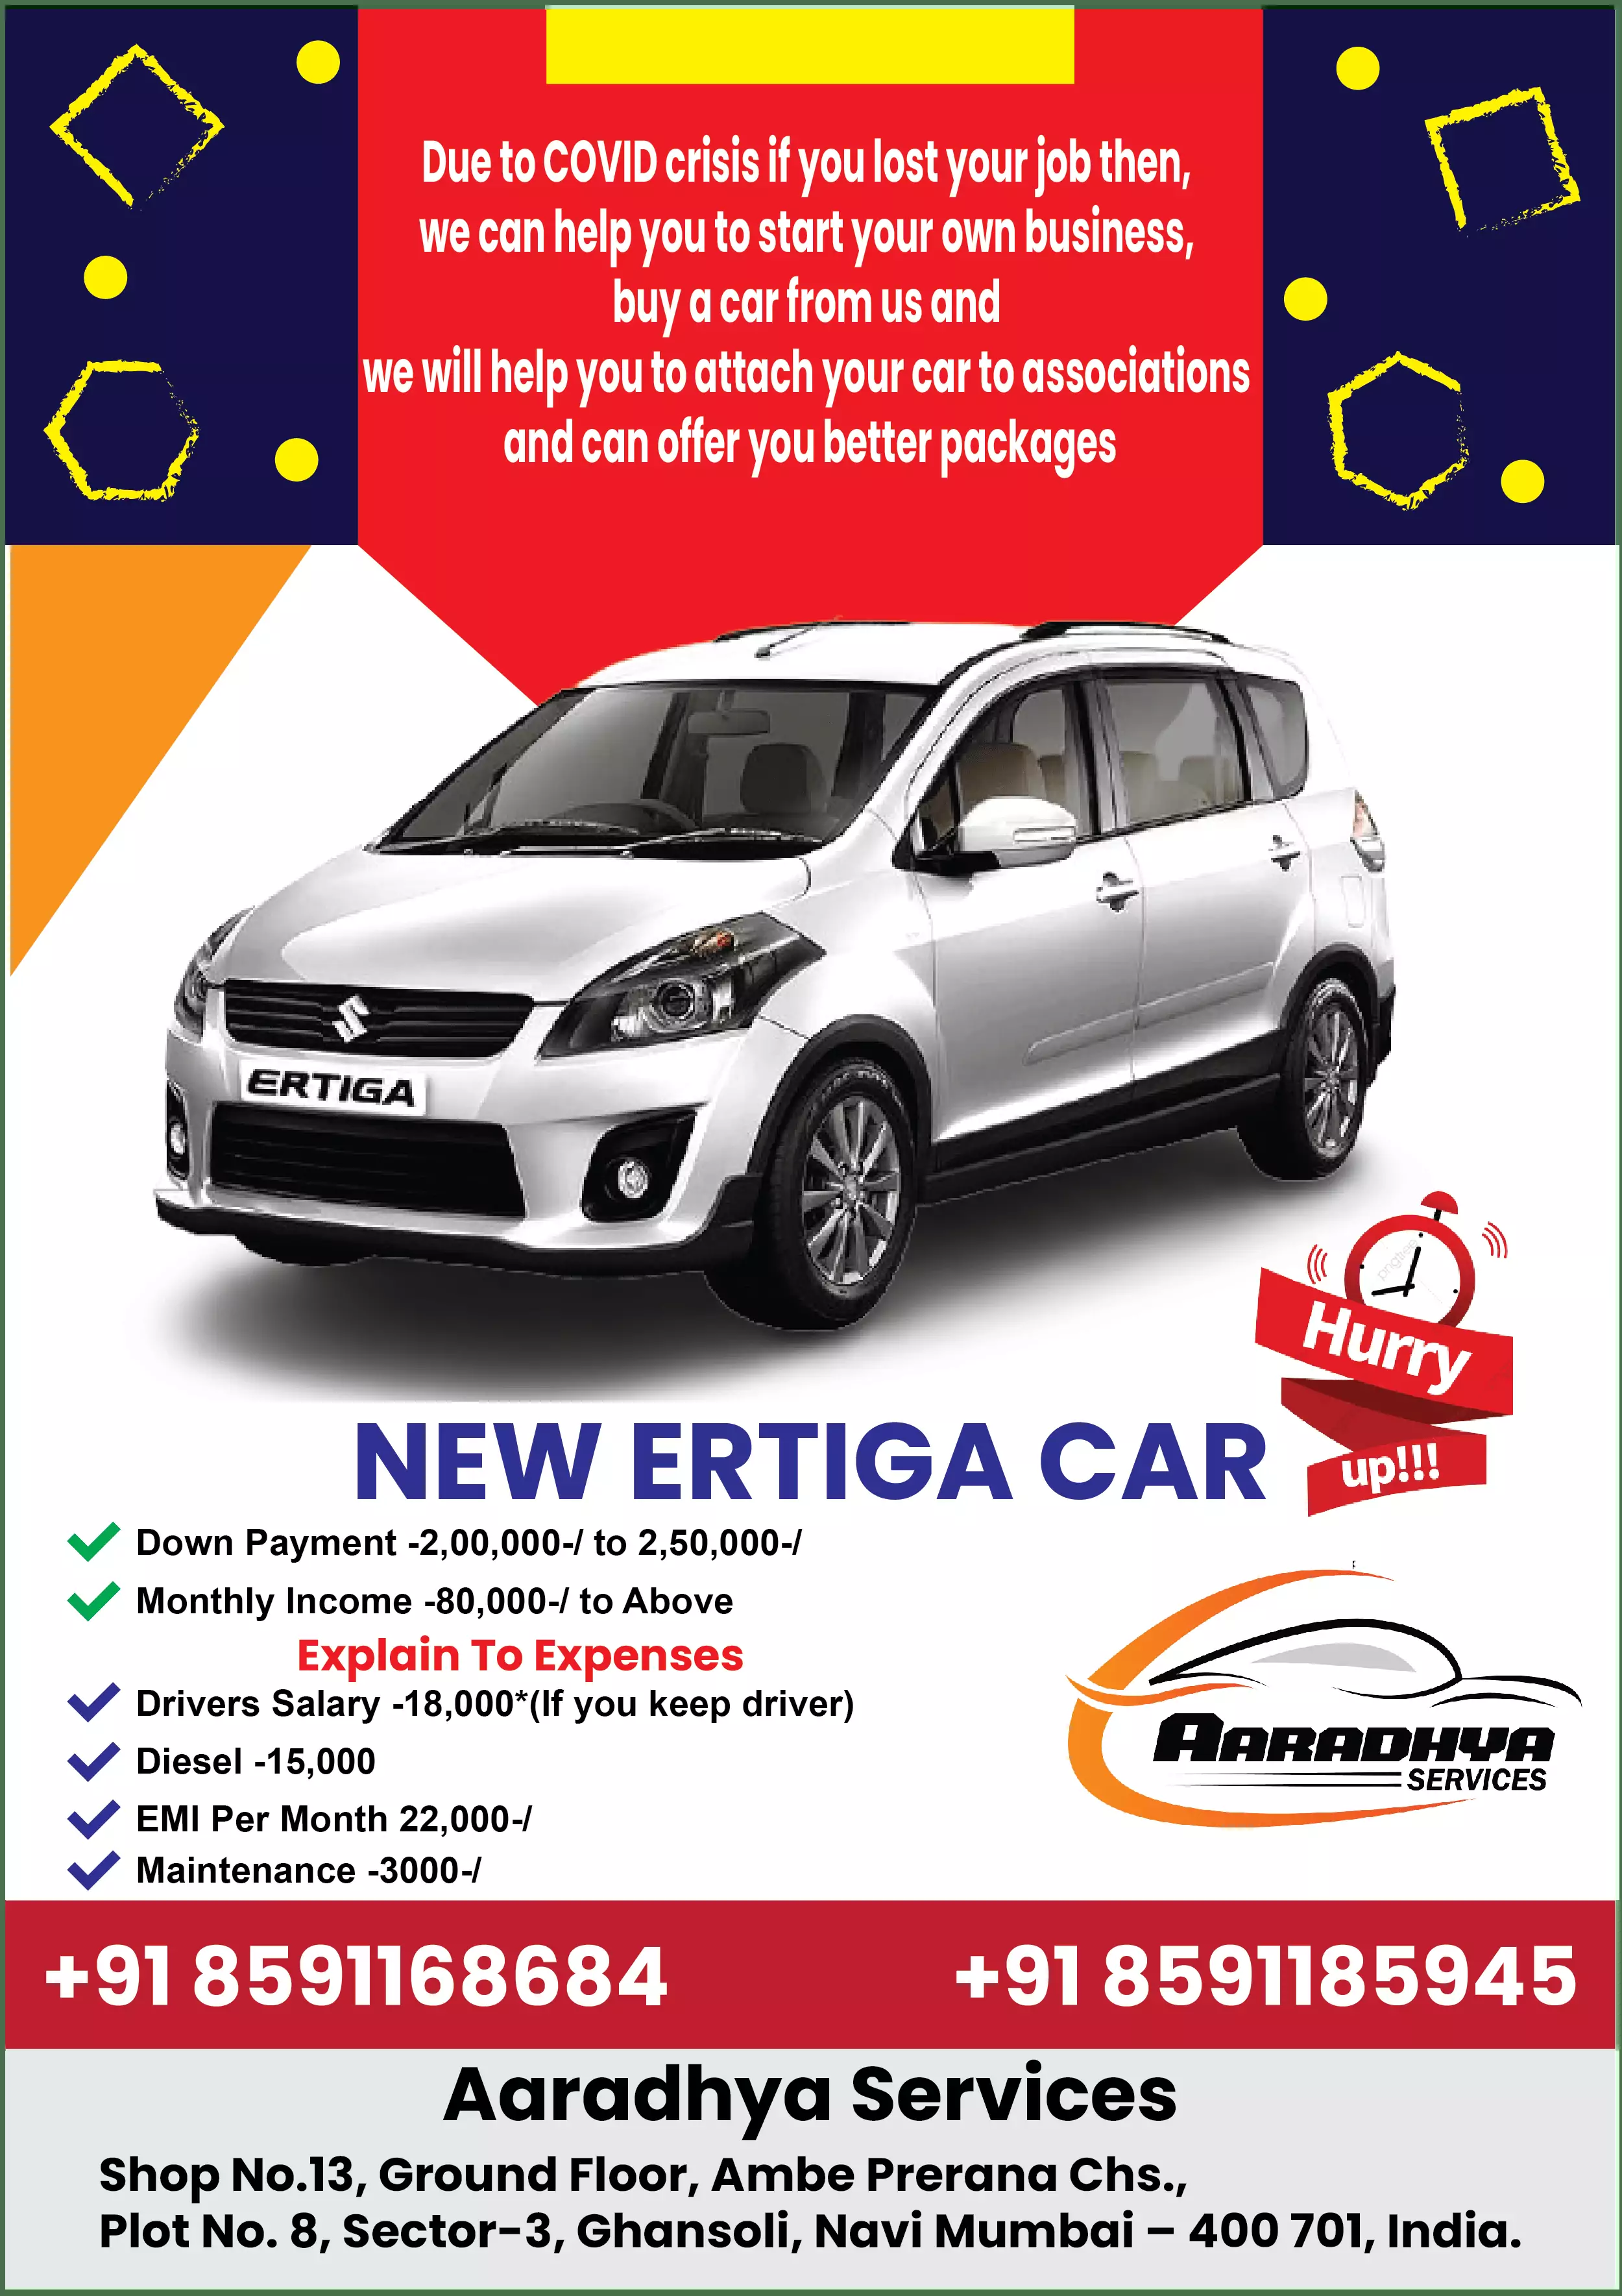 Due to COVID crisis if you lost your job then,
we can help you to start your own business,
buy a car from us and
we will help you to attach your car to associations
and can offer you better packages
ERTIGA
pngtree
Hurry
up!!!
NEW ERTIGA CAR
Down Payment -2,00,000-/ to 2,50,000-/
Monthly Income -80,000-/ to Above
Explain To Expenses
Drivers Salary -18,000*(If you keep driver)
Diesel -15,000
EMI Per Month 22,000-/
Maintenance -3000-/
AARADHYA
SERVICES
+91 8591168684
+91 8591185945
Aaradhya Services
Shop No.13, Ground Floor, Ambe Prerana Chs.,
Plot No. 8, Sector-3, Ghansoli, Navi Mumbai – 400 701, India.